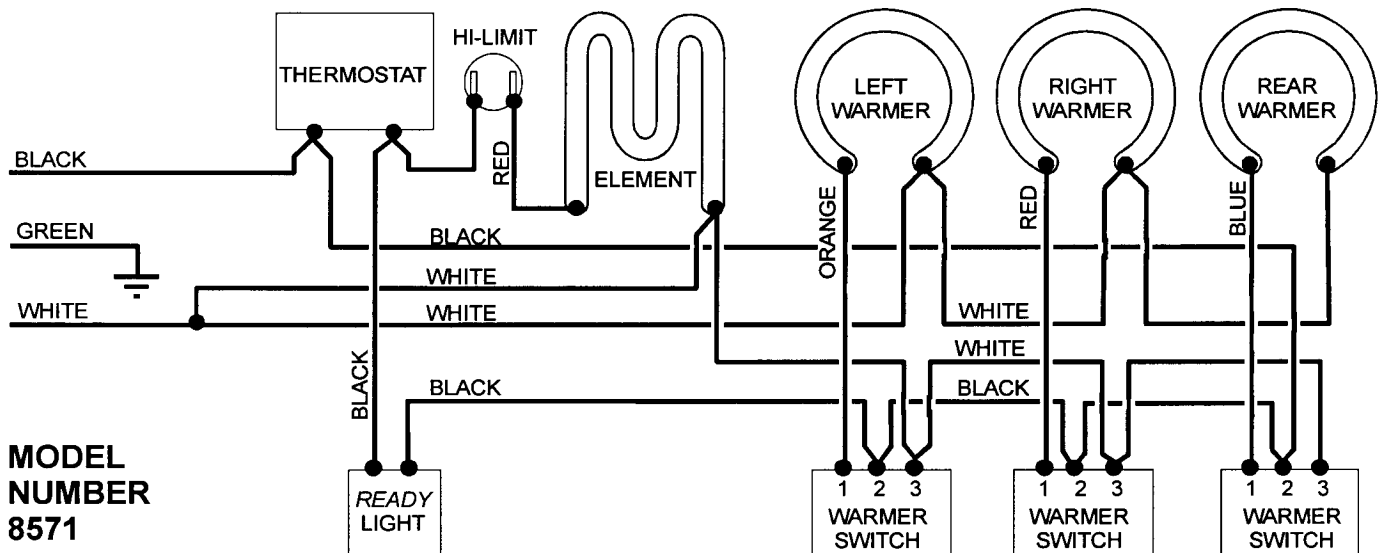 HI-LIMIT
THERMOSTAT
LEFT
WARMER
RIGHT
WARMER
REAR
WARMER
BLACK
RED
ELEMENT
ORANGE
RED
BLUE
GREEN
BLACK
WHITE
WHITE
WHITE
WHITE
WHITE
BLACK
BLACK
BLACK
MODEL
NUMBER
8571
READY
LIGHT
1 2 3
WARMER
SWITCH
1 2 3
WARMER
SWITCH
1 2 3
WARMER
SWITCH